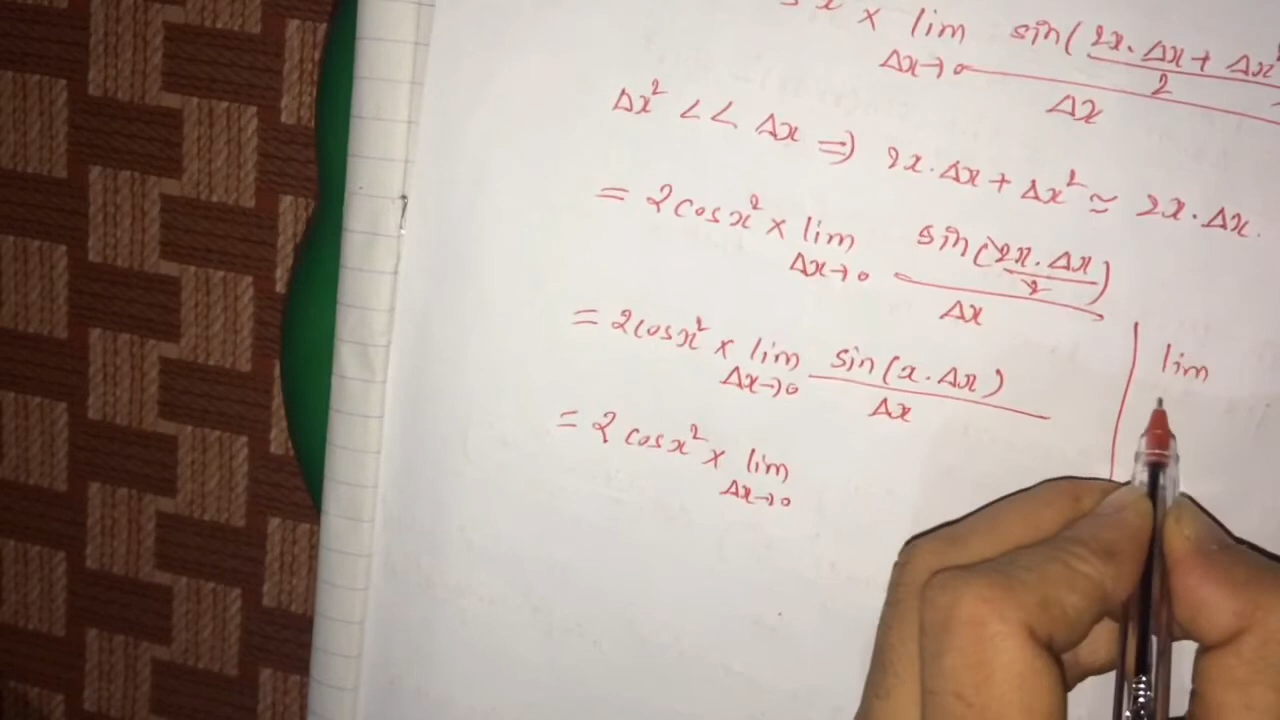 x × lim sin(2x·Δx + Δx²
Δx→0 2
Δx
Δx² << Δx ⇒ 2x·Δx + Δx² ≈ 2x·Δx.
= 2cosx² × lim sin(2x·Δx)
Δx→0 2
Δx
= 2cosx² × lim sin(x·Δx)
Δx→0 Δx
lim
= 2cosx² × lim
Δx→0